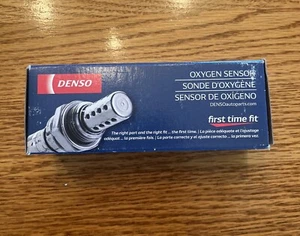 DENSO
OXYGEN SENSOR
SONDE D'OXYGÈNE
SENSOR DE OXÍGENO
DENSOautoparts.com
first time fit
The right part and the right fit ... the first time. | La pièce adéquate et l'ajustage
adéquat ... la première fois. | La parte correcta y el ajuste correcto ... la primera vez.